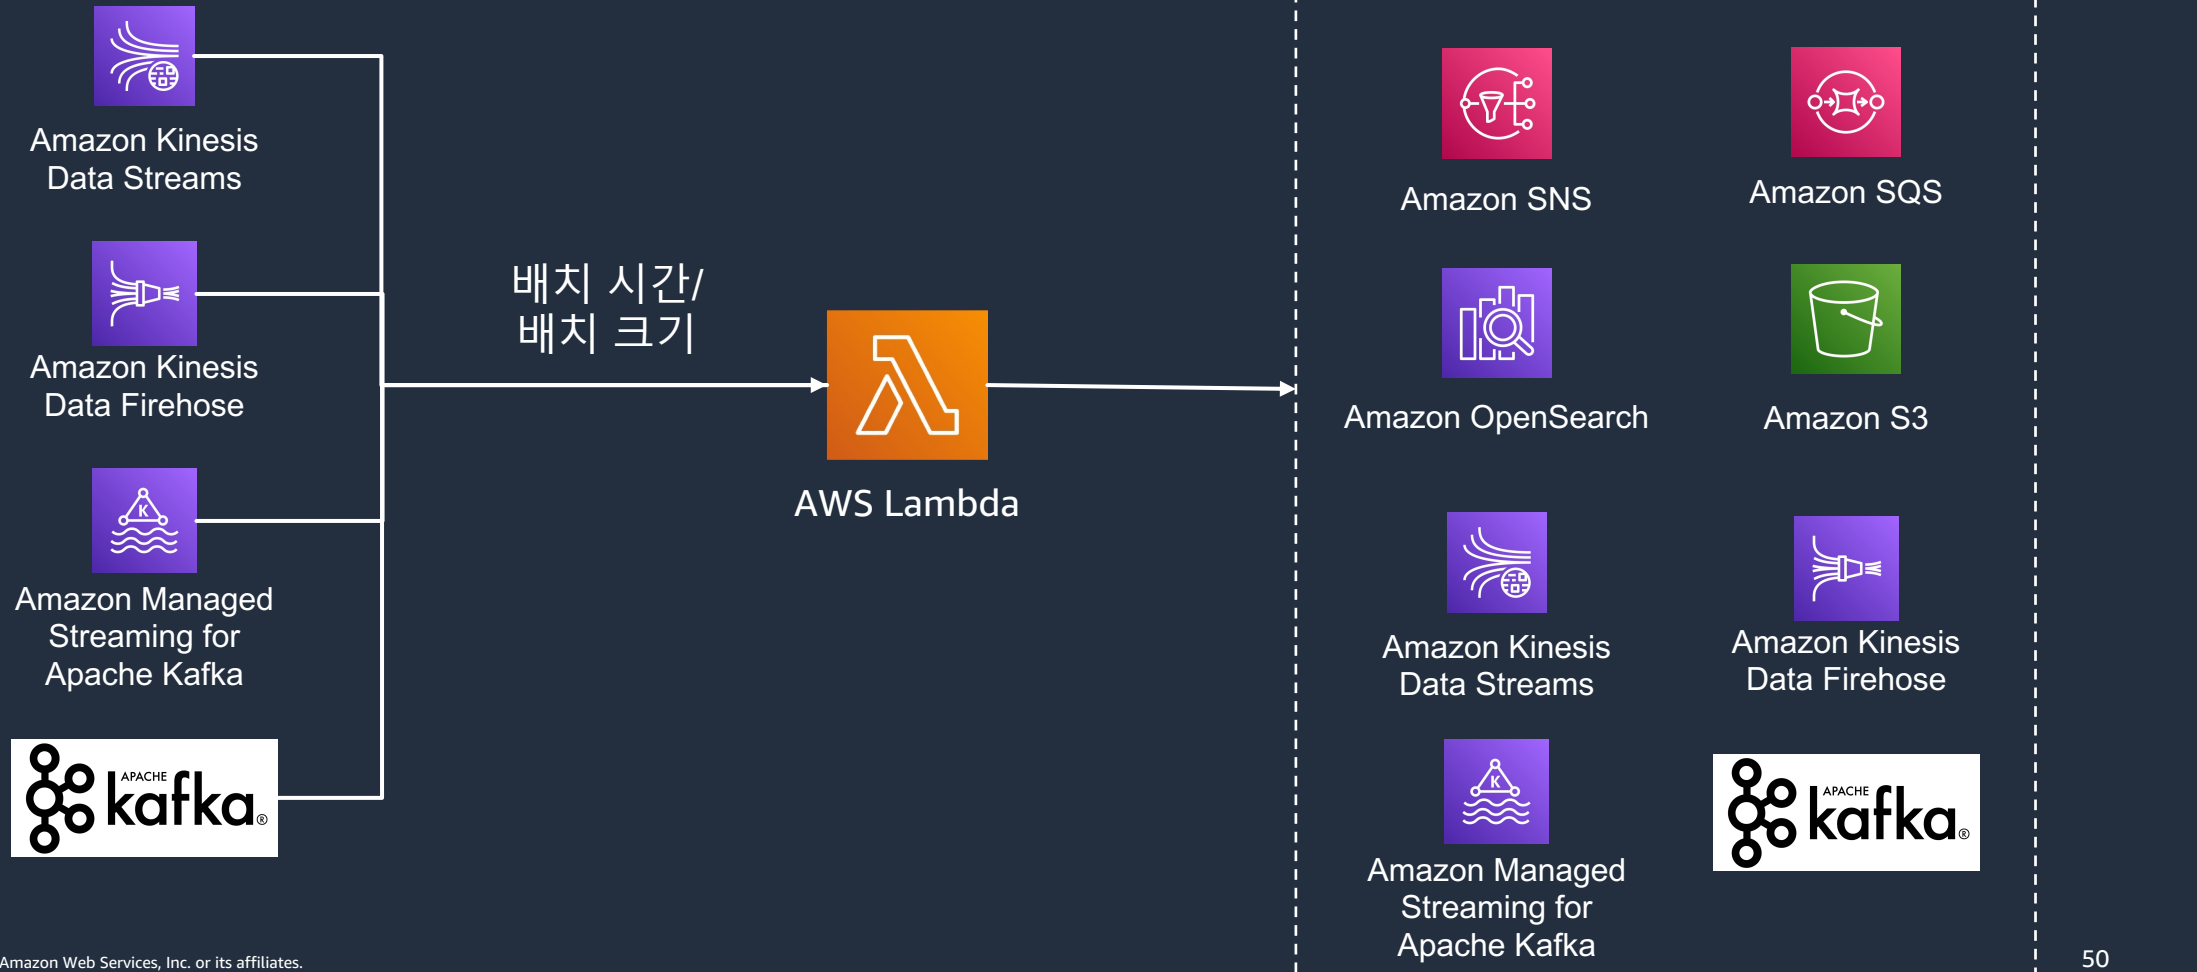 Amazon Kinesis
Data Streams
Amazon Kinesis
Data Firehose
Amazon Managed
Streaming for
Apache Kafka
APACHE
kafka®
배치 시간/
배치 크기
AWS Lambda
Amazon SNS
Amazon SQS
Amazon OpenSearch
Amazon S3
Amazon Kinesis
Data Streams
Amazon Kinesis
Data Firehose
K
K
Amazon Managed
Streaming for
Apache Kafka
APACHE
kafka®
Amazon Web Services, Inc. or its affiliates.
50